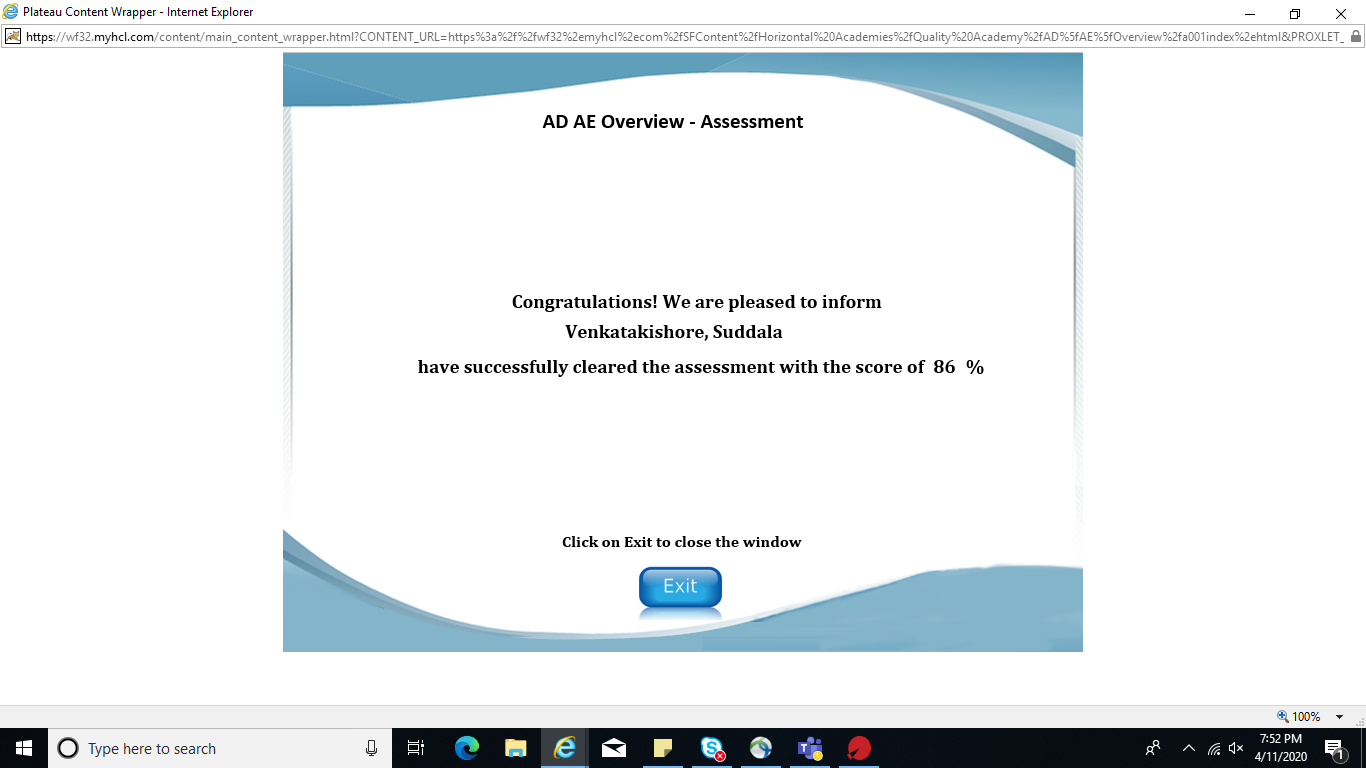 Plateau Content Wrapper - Internet Explorer
https://wf32.myhcl.com/content/main_content_wrapper.html?CONTENT_URL=https%3a%2f%2fwf32%2emyhcl%2ecom%2fSFContent%2fHorizontal%20Academies%2fQuality%20Academy%2fAD%5fAE%5fOverview%2fa001index%2ehtml&PROXLET_
AD AE Overview - Assessment
Congratulations! We are pleased to inform
Venkatakishore, Suddala
have successfully cleared the assessment with the score of 86 %
Click on Exit to close the window
Exit
100%
Type here to search
7:52 PM
4/11/2020
1